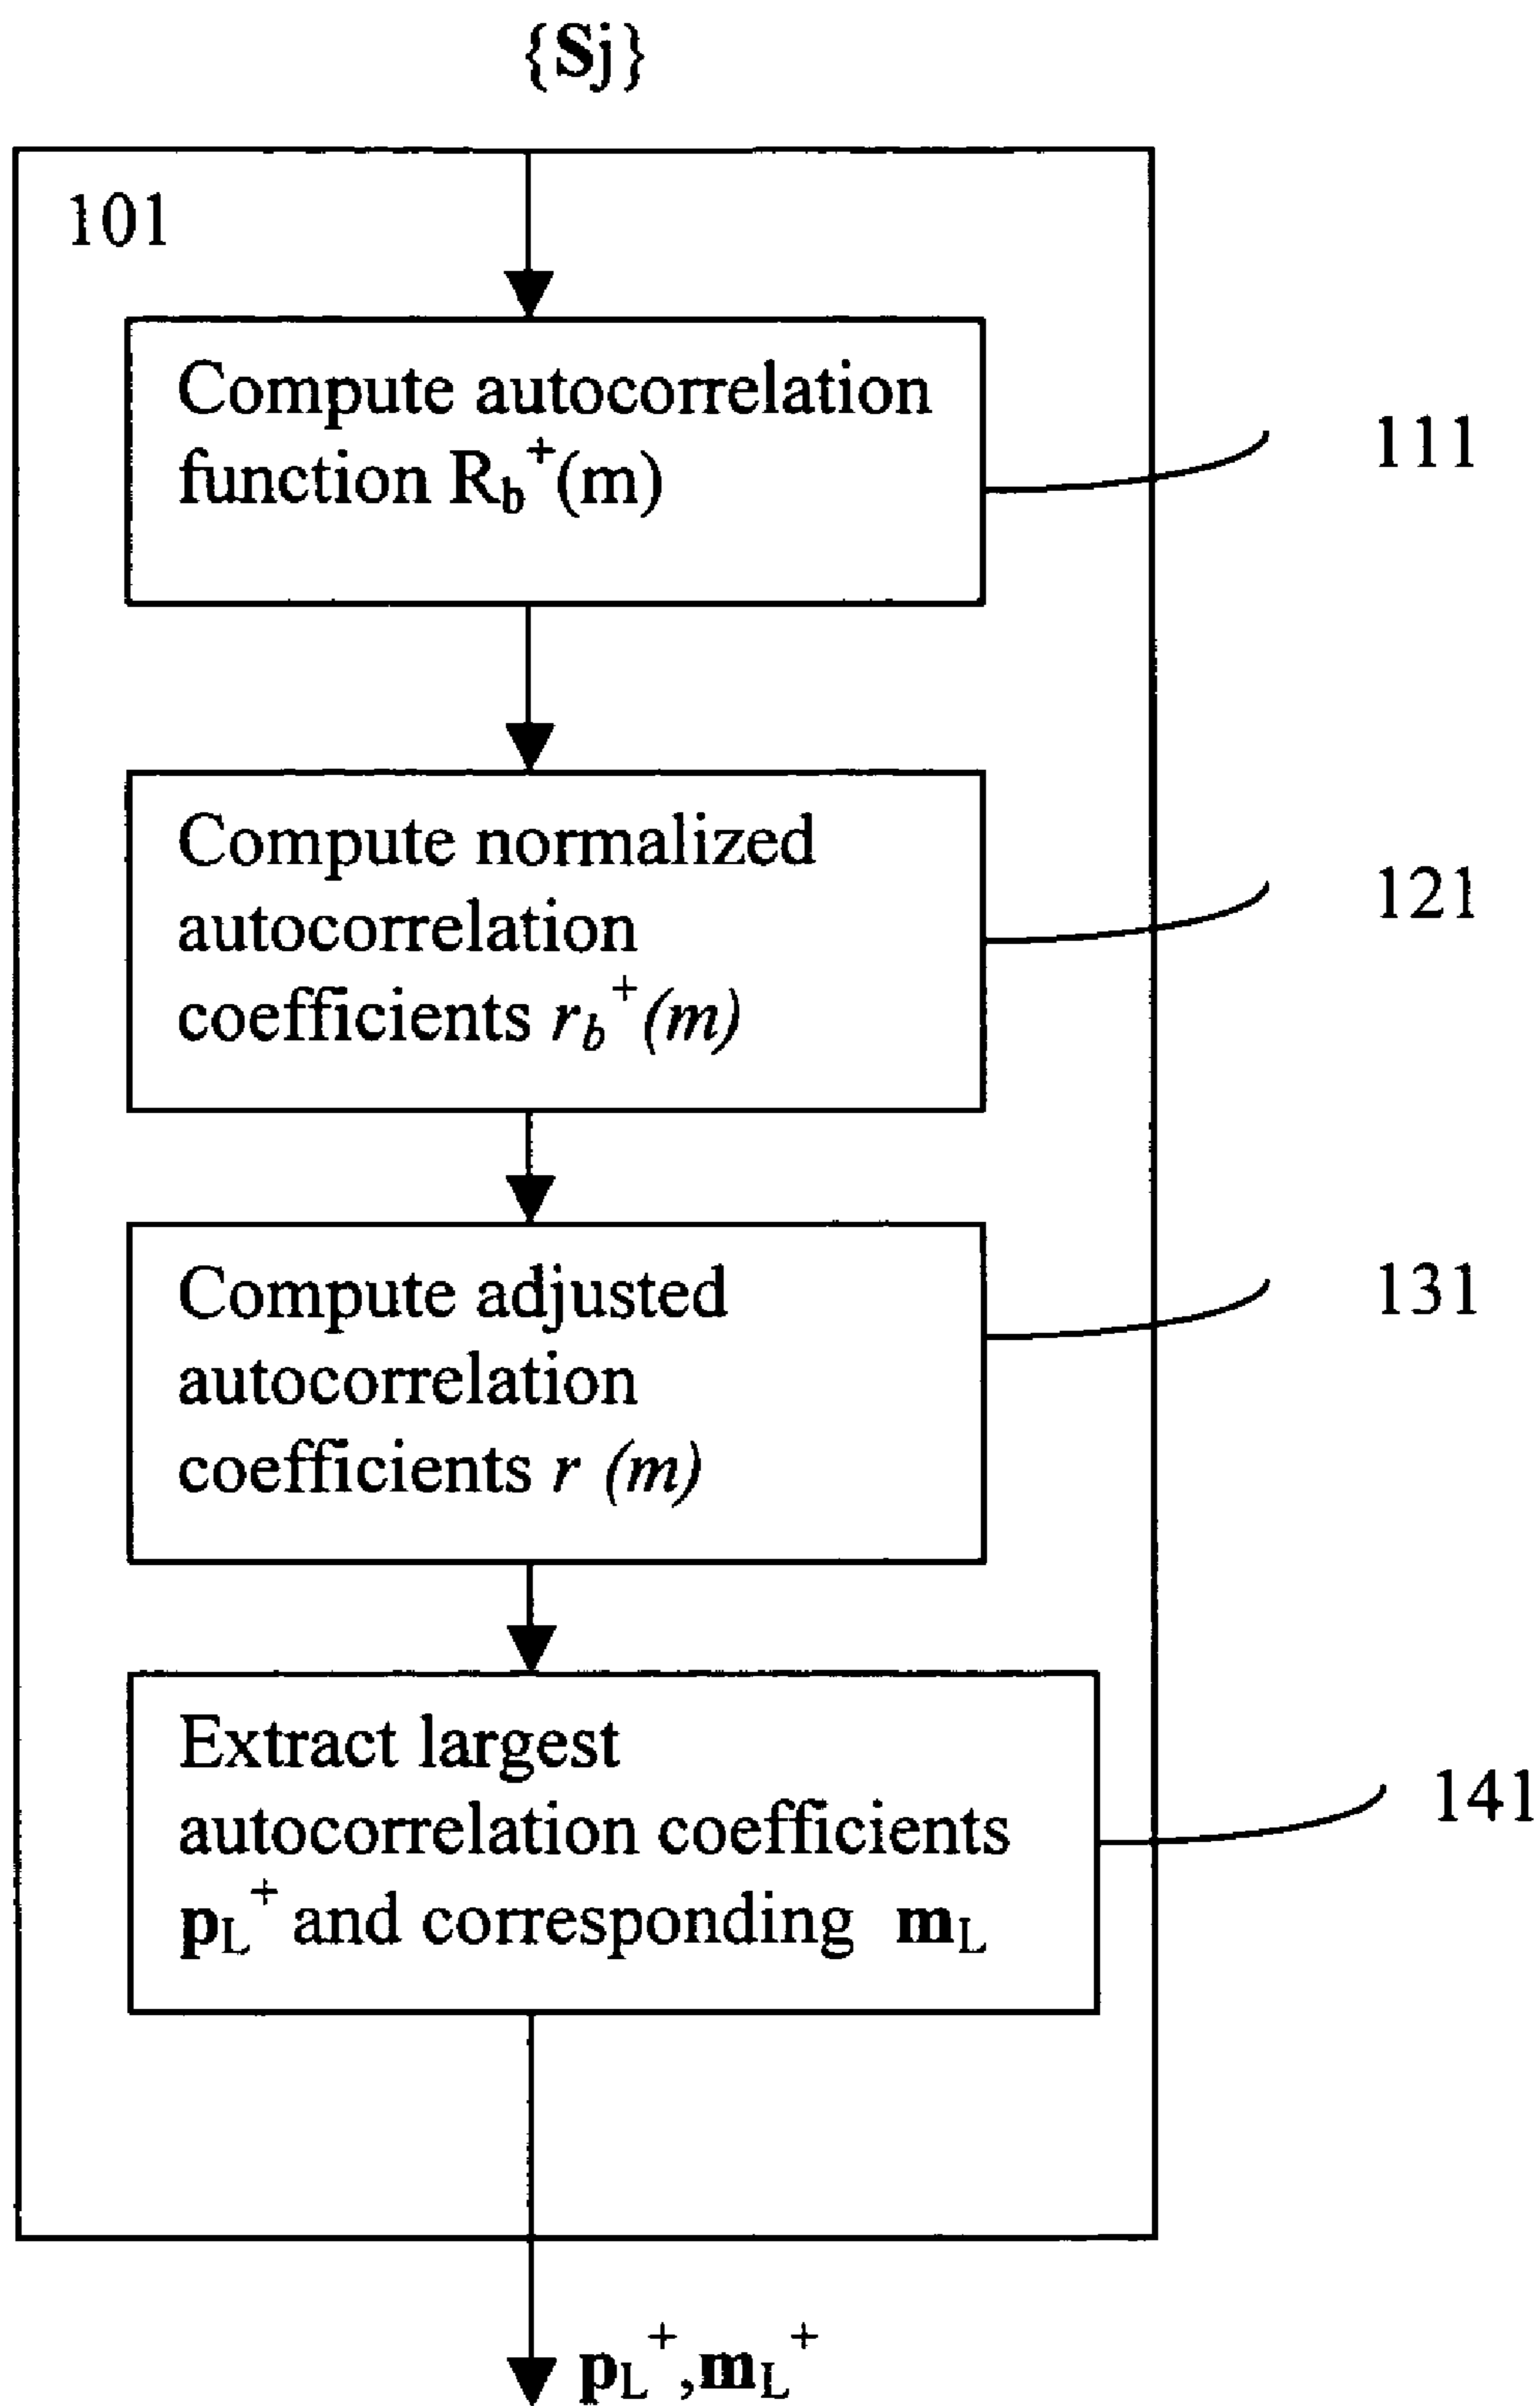 {Sj}
101
Compute autocorrelation
function R_b^+(m)
111
Compute normalized
autocorrelation
coefficients r_b^+(m)
121
Compute adjusted
autocorrelation
coefficients r (m)
131
Extract largest
autocorrelation coefficients
p_L^+ and corresponding m_L
141
p_L^+,m_L^+